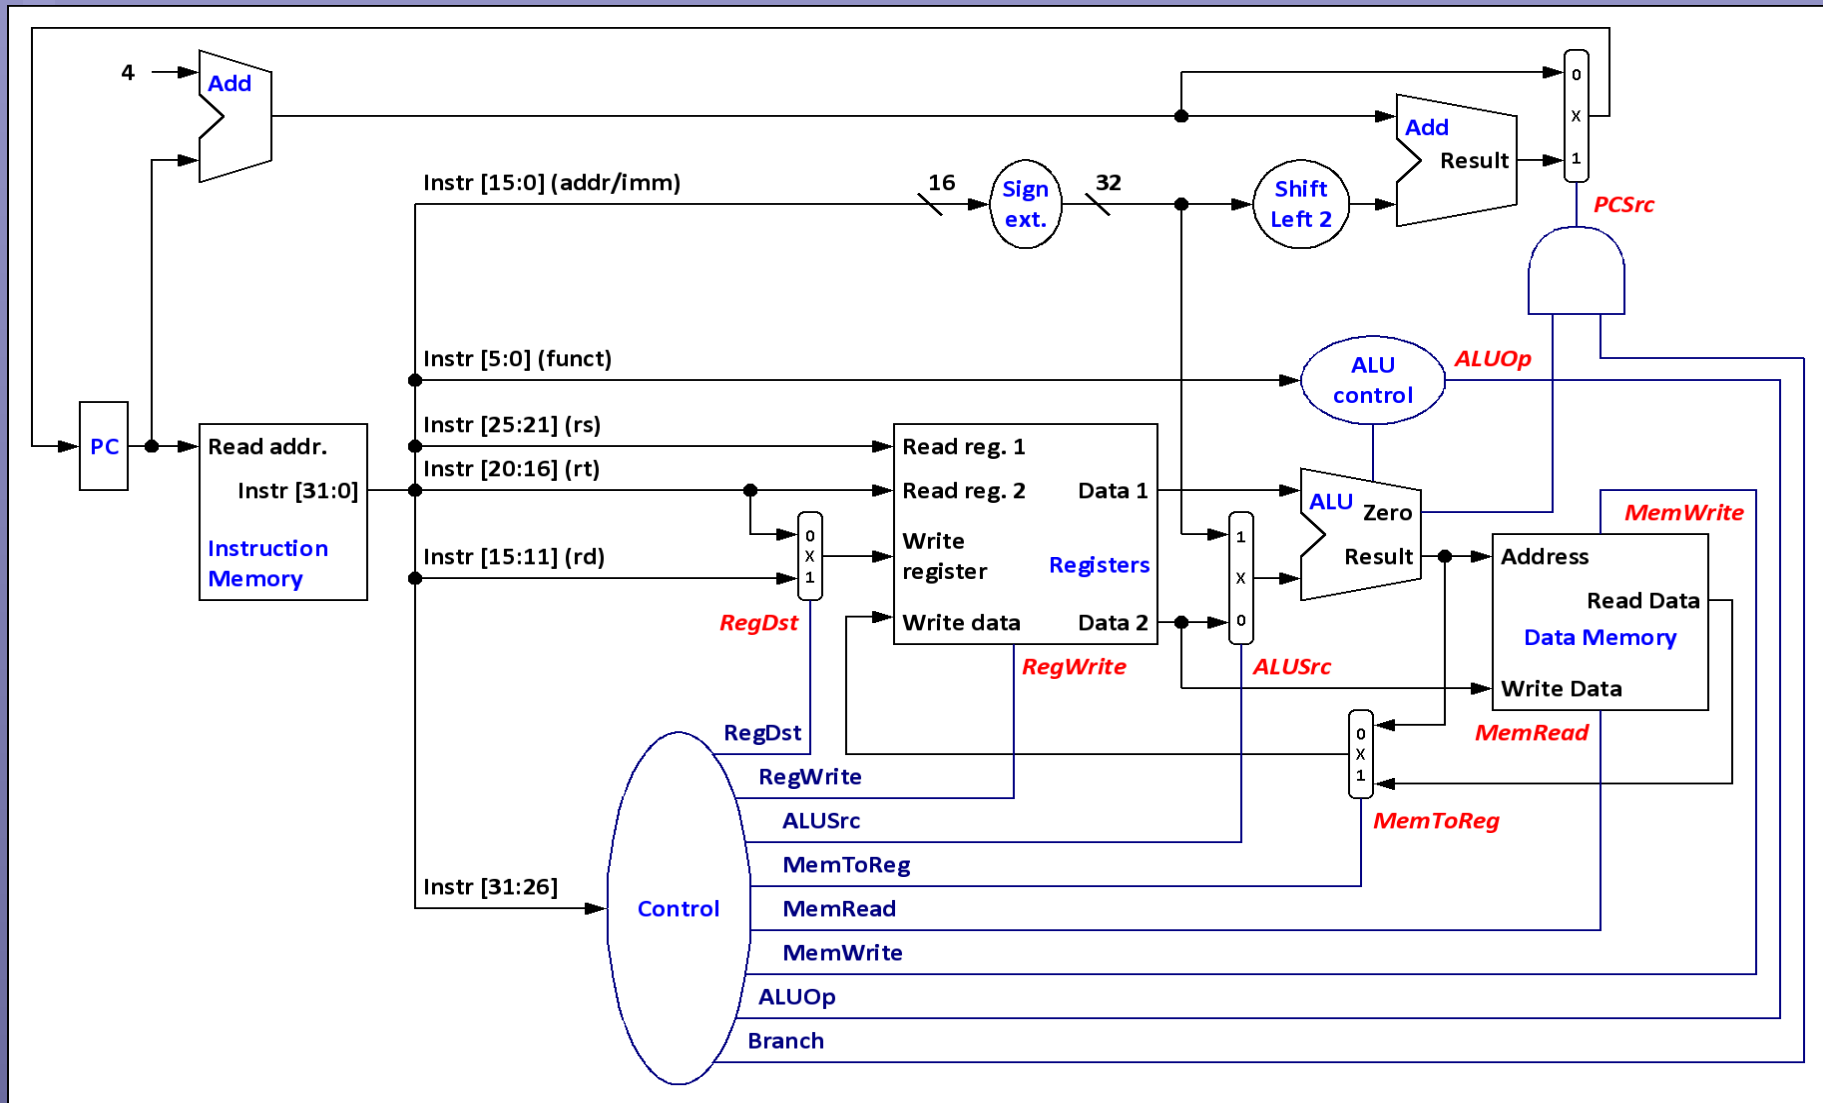 4
Add
0
X
1
Add
Result
PCSrc
Instr [15:0] (addr/imm)
16
Sign
ext.
32
Shift
Left 2
Instr [5:0] (funct)
ALU
control
ALUOp
PC
Read addr.
Instr [31:0]
Instruction
Memory
Instr [25:21] (rs)
Instr [20:16] (rt)
Instr [15:11] (rd)
0
X
1
RegDst
Read reg. 1
Read reg. 2
Data 1
Write
register
Registers
Write data
Data 2
RegWrite
1
X
0
ALUSrc
ALU
Zero
Result
MemWrite
Address
Read Data
Data Memory
Write Data
MemRead
0
X
1
MemToReg
Instr [31:26]
Control
RegDst
RegWrite
ALUSrc
MemToReg
MemRead
MemWrite
ALUOp
Branch